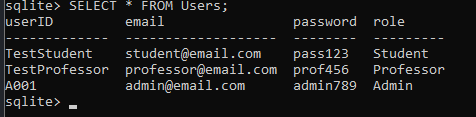 sqlite> SELECT * FROM Users;
userID         email                password  role
-------------  -------------------  --------  ---------
TestStudent    student@email.com    pass123   Student
TestProfessor  professor@email.com  prof456   Professor
A001           admin@email.com      admin789  Admin
sqlite>